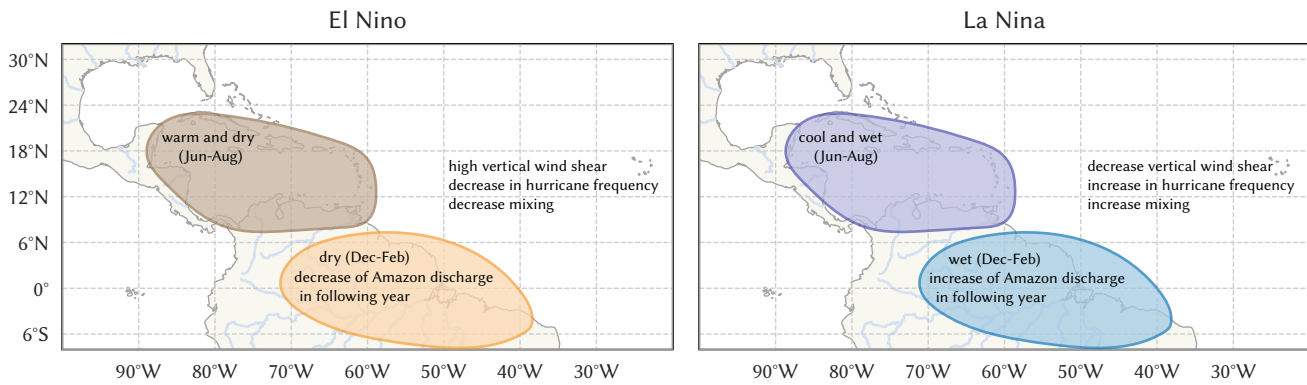 El Nino
La Nina
30°N
24°N
18°N
12°N
6°N
0°
6°S
warm and dry
(Jun-Aug)
high vertical wind shear
decrease in hurricane frequency
decrease mixing
dry (Dec-Feb)
decrease of Amazon discharge
in following year
90°W 80°W 70°W 60°W 50°W 40°W 30°W
cool and wet
(Jun-Aug)
decrease vertical wind shear
increase in hurricane frequency
increase mixing
wet (Dec-Feb)
increase of Amazon discharge
in following year
90°W 80°W 70°W 60°W 50°W 40°W 30°W